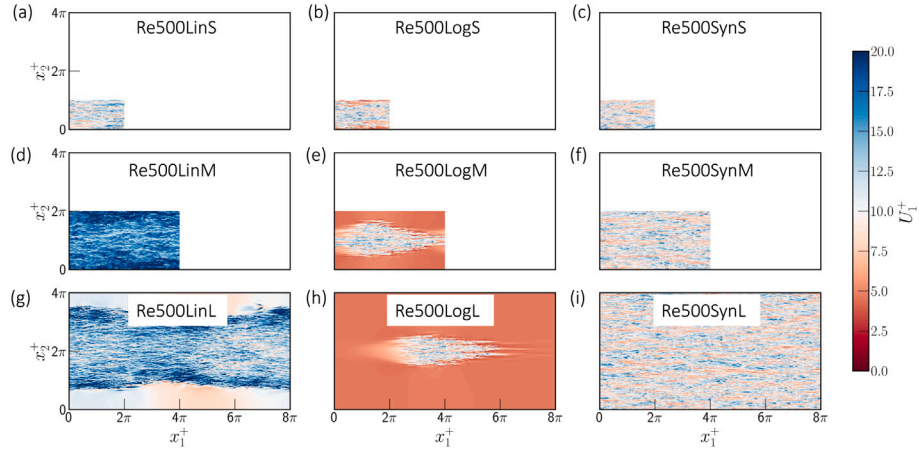 (a) Re500LinS
(b) Re500LogS
(c) Re500SynS
4π
2π
0
x₂⁺
(d) Re500LinM
(e) Re500LogM
(f) Re500SynM
4π
2π
0
x₂⁺
(g) Re500LinL
(h) Re500LogL
(i) Re500SynL
4π
2π
0
x₂⁺
0 2π 4π 6π 8π
0 2π 4π 6π 8π
0 2π 4π 6π 8π
x₁⁺
x₁⁺
x₁⁺
20.0
17.5
15.0
12.5
10.0
7.5
5.0
2.5
0.0
U₁⁺